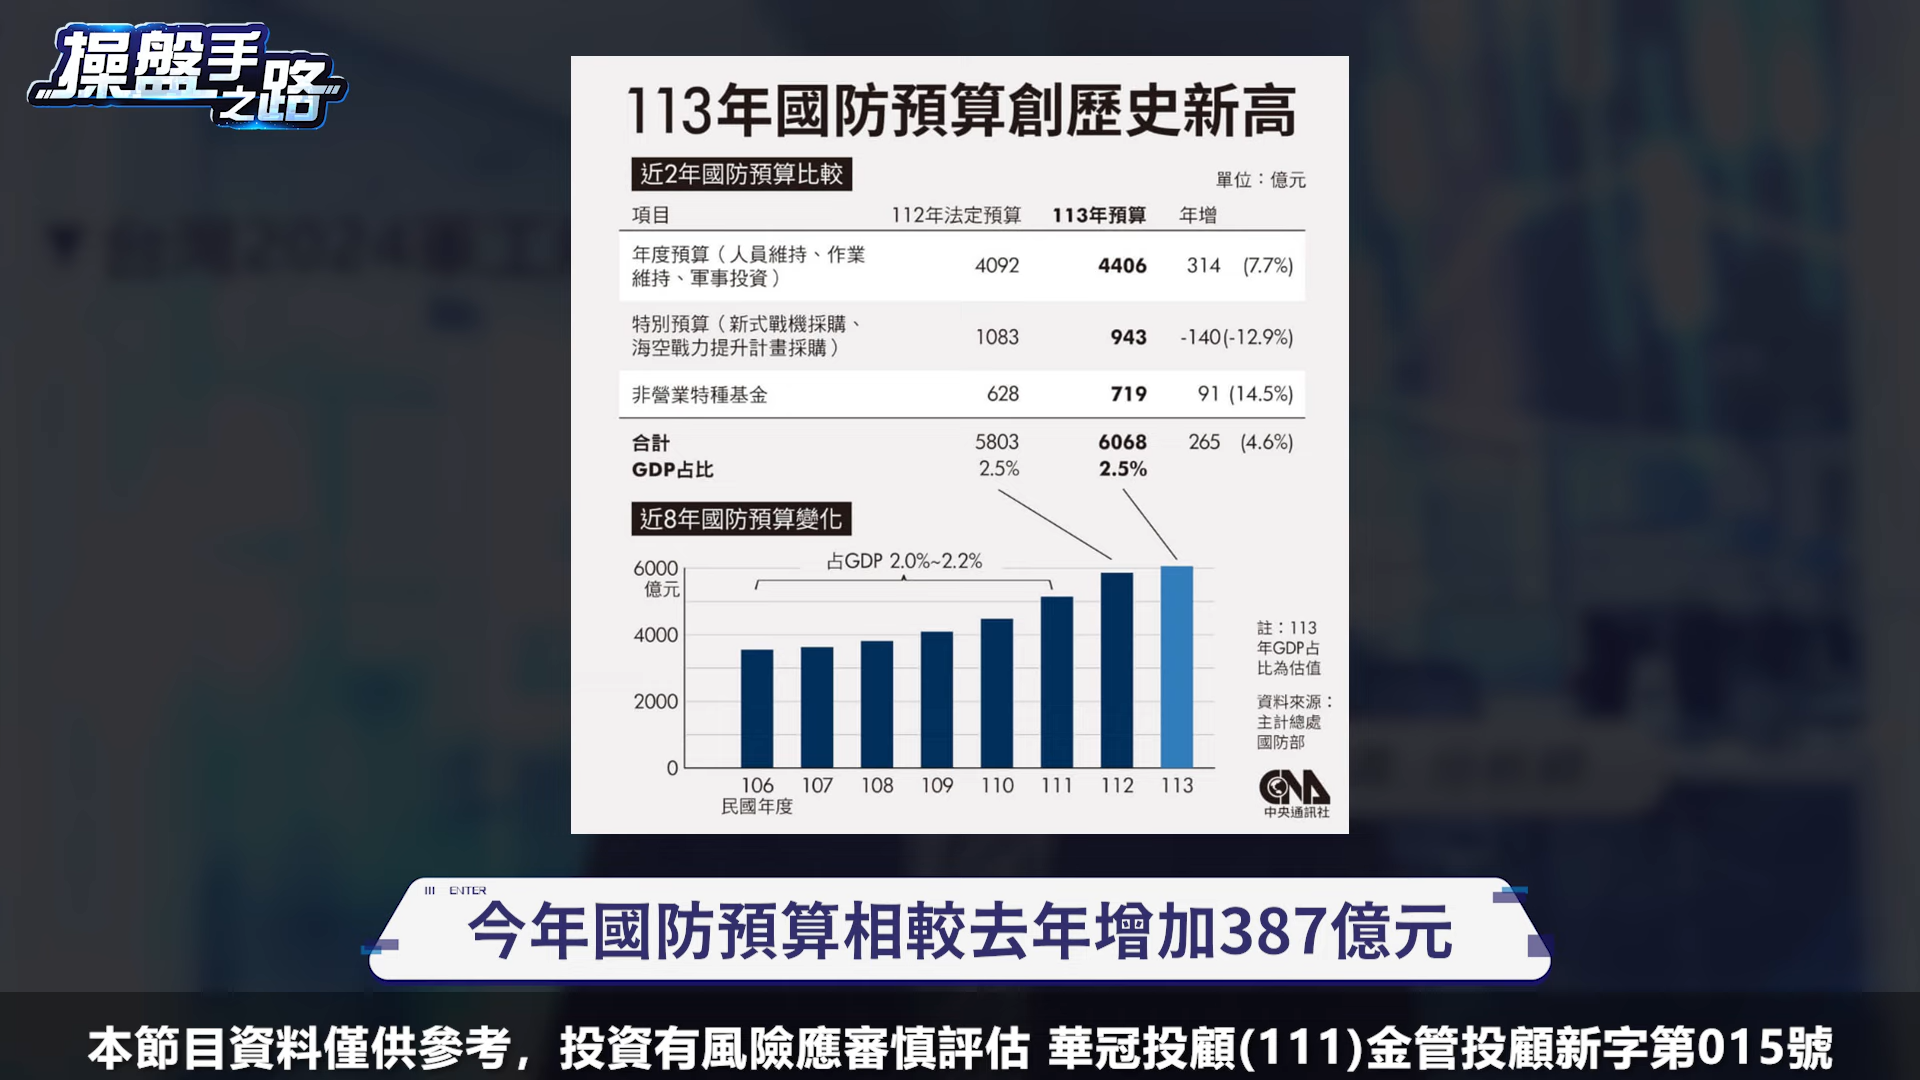 操盤手之路
113年國防預算創歷史新高
近2年國防預算比較
單位：億元
項目 112年法定預算 113年預算 年增
年度預算（人員維持、作業
維持、軍事投資） 4092 4406 314 (7.7%)
特別預算（新式戰機採購、
海空戰力提升計畫採購） 1083 943 -140(-12.9%)
非營業特種基金 628 719 91 (14.5%)
合計 5803 6068 265 (4.6%)
GDP占比 2.5% 2.5%
近8年國防預算變化
占GDP 2.0%~2.2%
6000
億元
4000
2000
0
106 107 108 109 110 111 112 113
民國年度
註：113
年GDP占
比為估值
資料來源：
主計總處
國防部
CNA
中央通訊社
III ENTER
今年國防預算相較去年增加387億元
本節目資料僅供參考，投資有風險應審慎評估 華冠投顧(111)金管投顧新字第015號